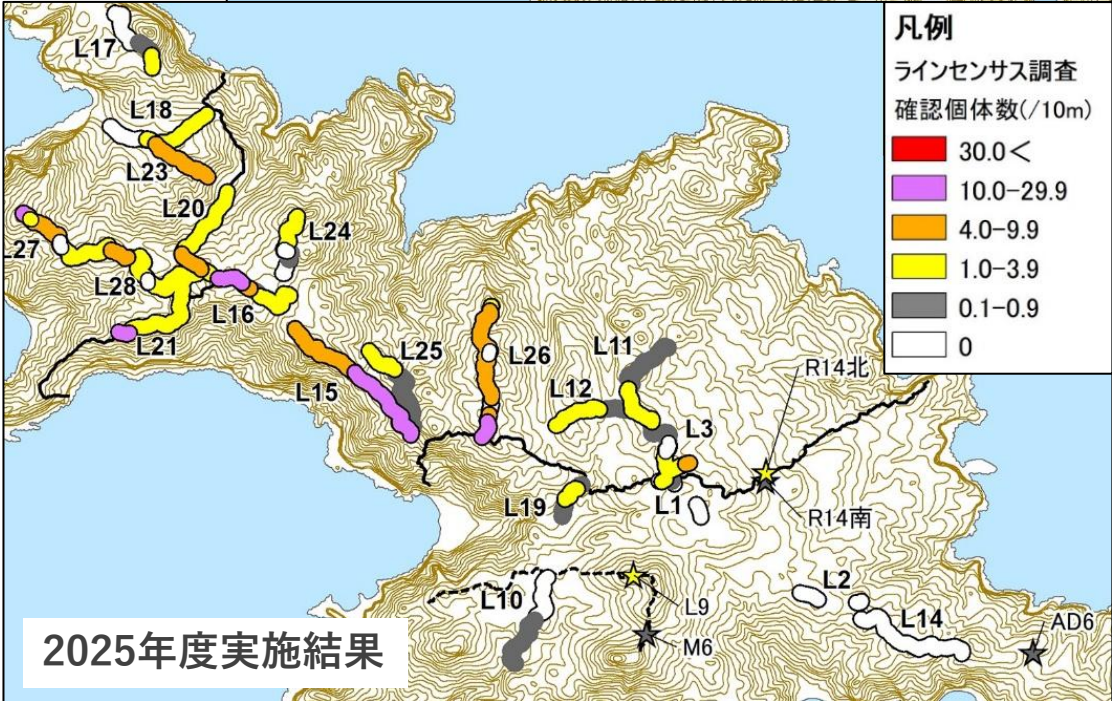 凡例
ラインセンサス調査
確認個体数(/10m)
30.0<
10.0-29.9
4.0-9.9
1.0-3.9
0.1-0.9
0
L17
L18
L23
L20
L24
L27
L28
L16
L21
L15
L25
L26
L11
L12
L3
R14北
L19
L1
R14南
L10
L9
L2
M6
L14
AD6
2025年度実施結果